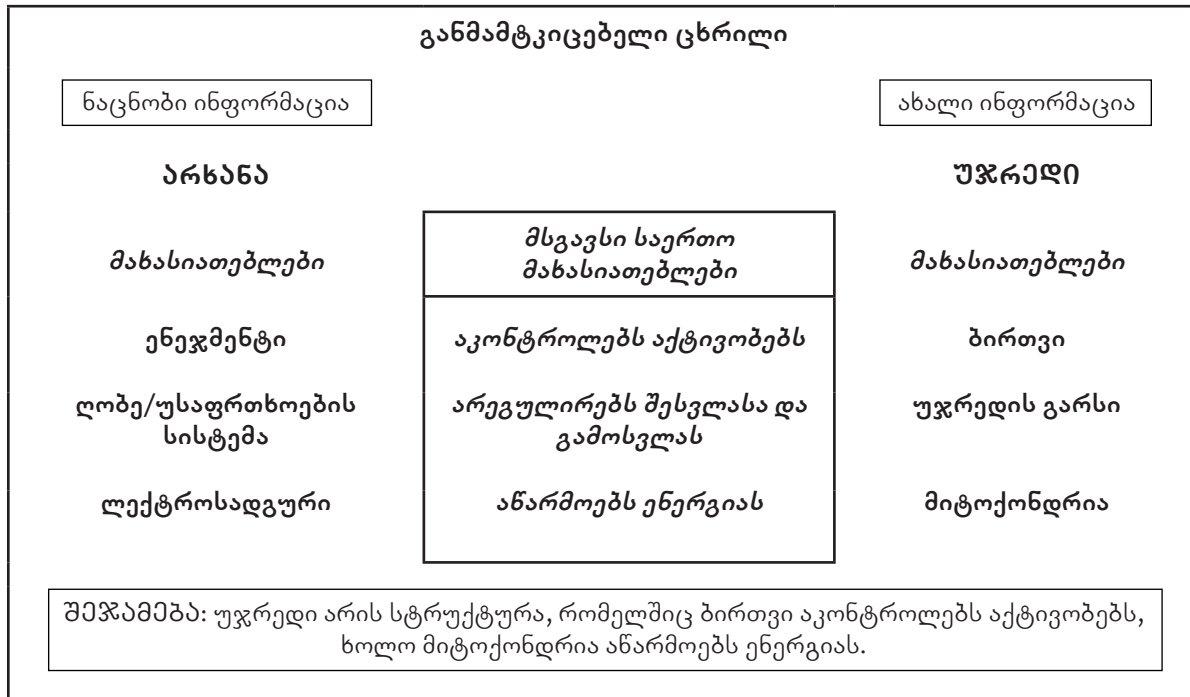 განმამტკიცებელი ცხრილი
ნაცნობი ინფორმაცია
ახალი ინფორმაცია
ᲐᲠᲮᲐᲜᲐ
ᲣᲯᲠᲔᲓᲘ
მახასიათებლები
მსგავსი საერთო
მახასიათებლები
მახასიათებლები
ენეჯმენტი
აკონტროლებს აქტივობებს
ბირთვი
ღობე/უსაფრთხოების
სისტემა
არეგულირებს შესვლასა და
გამოსვლას
უჯრედის გარსი
ლექტროსადგური
აწარმოებს ენერგიას
მიტოქონდრია
ᲨᲔᲯᲐᲛᲔᲑᲐ: უჯრედი არის სტრუქტურა, რომელშიც ბირთვი აკონტროლებს აქტივობებს,
ხოლო მიტოქონდრია აწარმოებს ენერგიას.